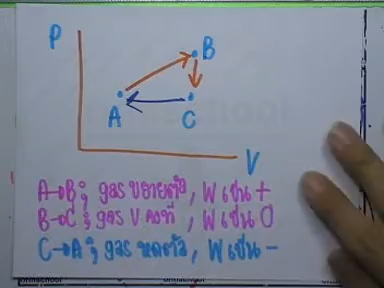 P
B
A
C
V
A→B ; gas ขยายตัว , W เป็น +
B→C ; gas V คงที่ , W เป็น 0
C→A ; gas หดตัว , W เป็น -